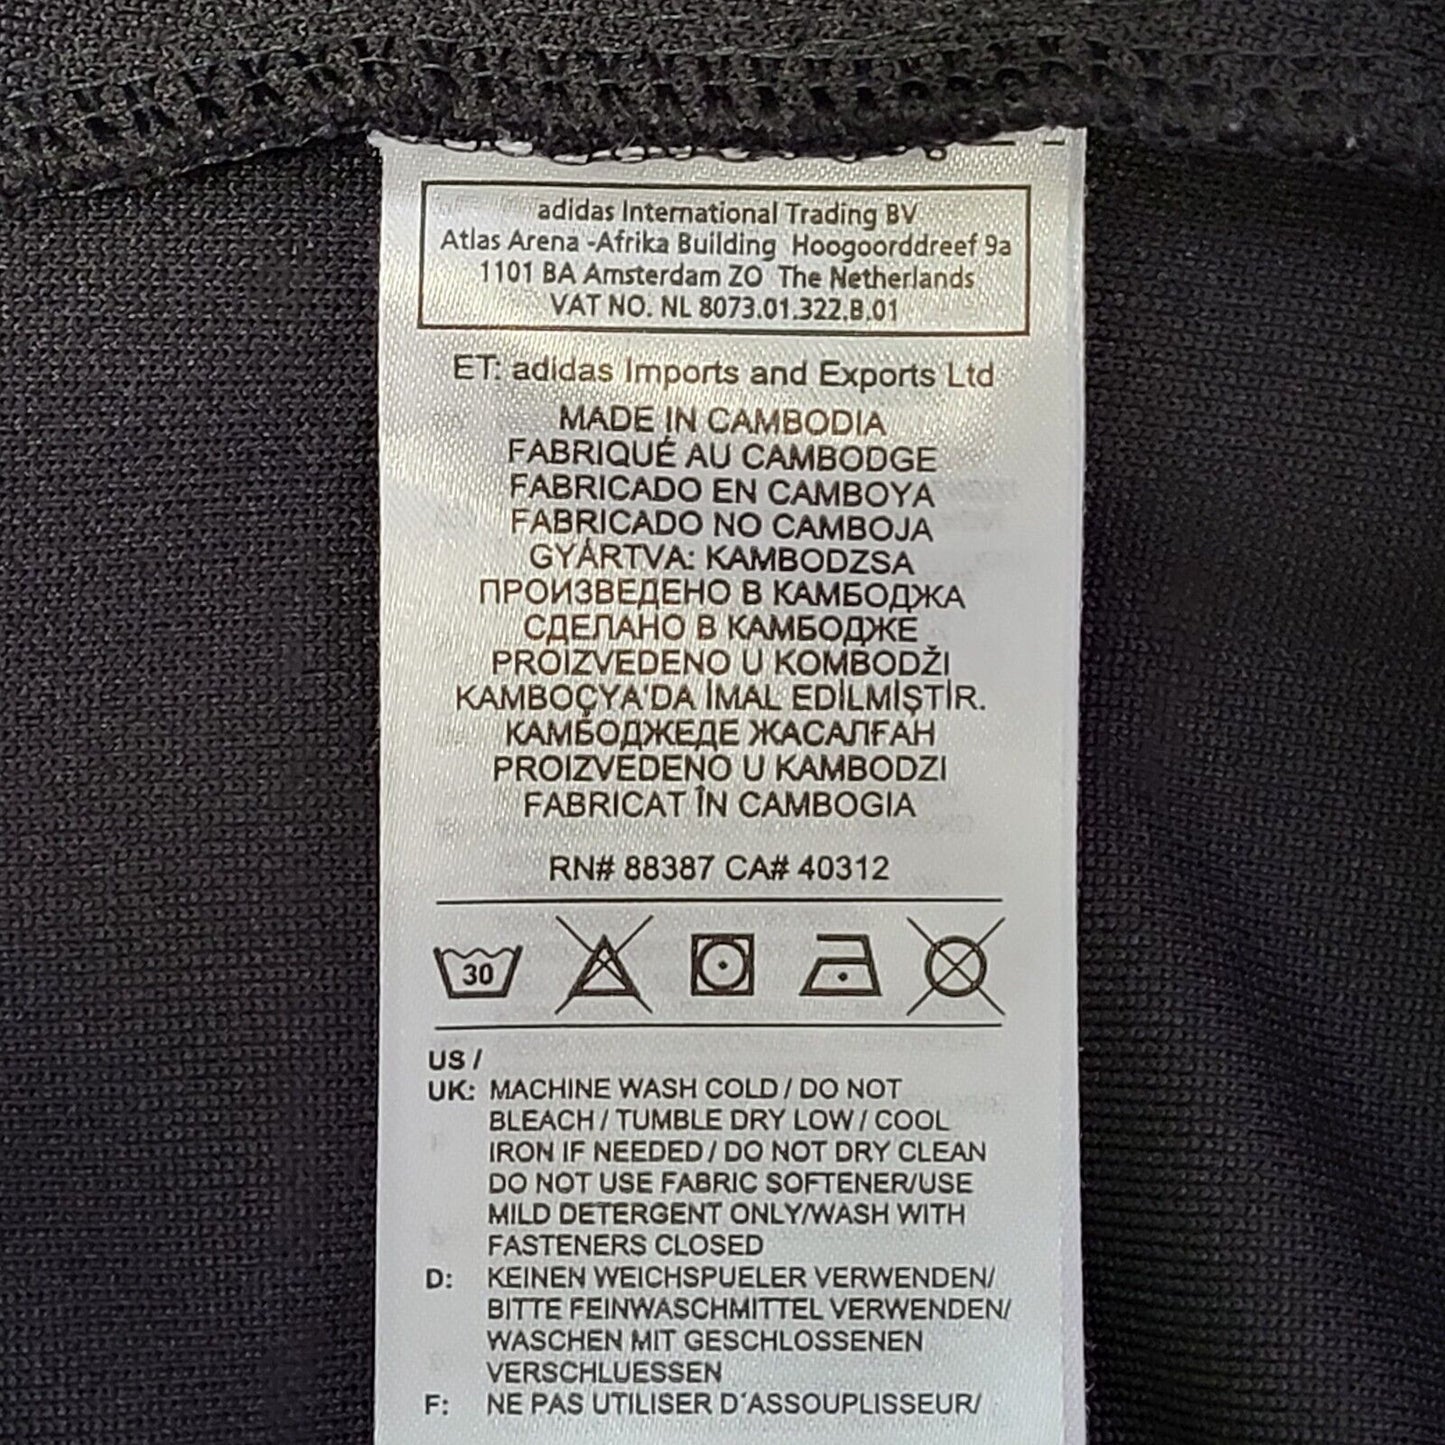 adidas International Trading BV
Atlas Arena -Afrika Building Hoogoorddreef 9a
1101 BA Amsterdam ZO The Netherlands
VAT NO. NL 8073.01.322.B.01
ET: adidas Imports and Exports Ltd
MADE IN CAMBODIA
FABRIQUÉ AU CAMBODGE
FABRICADO EN CAMBOYA
FABRICADO NO CAMBOJA
GYÁRTVA: KAMBODZSA
ПРОИЗВЕДЕНО В КАМБОДЖА
СДЕЛАНО В КАМБОДЖЕ
PROIZVEDENO U KOMBODŽI
KAMBOÇYA'DA İMAL EDİLMİŞTİR.
КАМБОДЖЕДЕ ЖАСАЛҒАН
PROIZVEDENO U KAMBODZI
FABRICAT ÎN CAMBOGIA
RN# 88387 CA# 40312
30
US /
UK: MACHINE WASH COLD / DO NOT
BLEACH / TUMBLE DRY LOW / COOL
IRON IF NEEDED / DO NOT DRY CLEAN
DO NOT USE FABRIC SOFTENER/USE
MILD DETERGENT ONLY/WASH WITH
FASTENERS CLOSED
D: KEINEN WEICHSPUELER VERWENDEN/
BITTE FEINWASCHMITTEL VERWENDEN/
WASCHEN MIT GESCHLOSSENEN
VERSCHLUESSEN
F: NE PAS UTILISER D´ASSOUPLISSEUR/